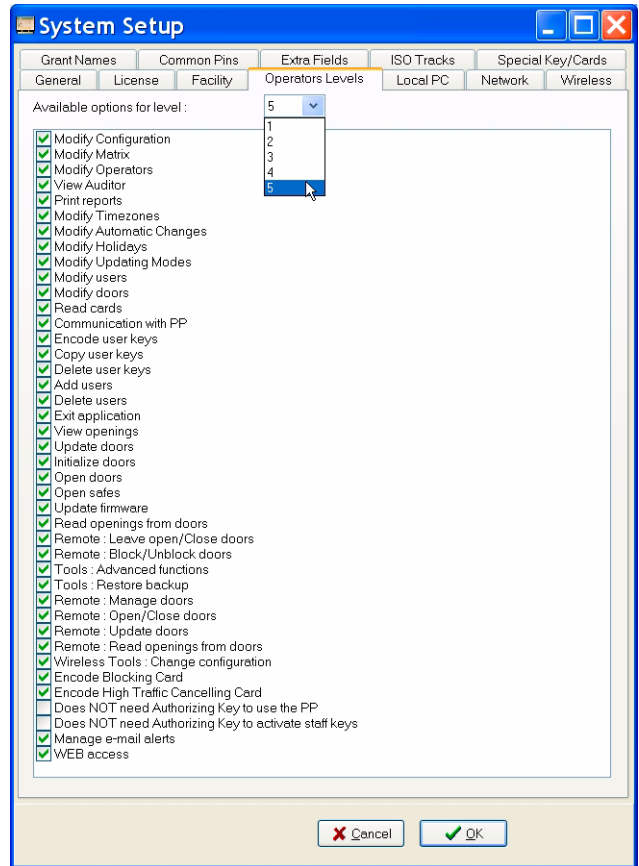 System Setup
Grant Names Common Pins Extra Fields ISO Tracks Special Key/Cards
General License Facility Operators Levels Local PC Network Wireless
Available options for level : 5
1
2
3
4
5
Modify Configuration
Modify Matrix
Modify Operators
View Auditor
Print reports
Modify Timezones
Modify Automatic Changes
Modify Holidays
Modify Updating Modes
Modify users
Modify doors
Read cards
Communication with PP
Encode user keys
Copy user keys
Delete user keys
Add users
Delete users
Exit application
View openings
Update doors
Initialize doors
Open doors
Open safes
Update firmware
Read openings from doors
Remote : Leave open/Close doors
Remote : Block/Unblock doors
Tools : Advanced functions
Tools : Restore backup
Remote : Manage doors
Remote : Open/Close doors
Remote : Update doors
Remote : Read openings from doors
Wireless Tools : Change configuration
Encode Blocking Card
Encode High Traffic Cancelling Card
Does NOT need Authorizing Key to use the PP
Does NOT need Authorizing Key to activate staff keys
Manage e-mail alerts
WEB access
Cancel OK